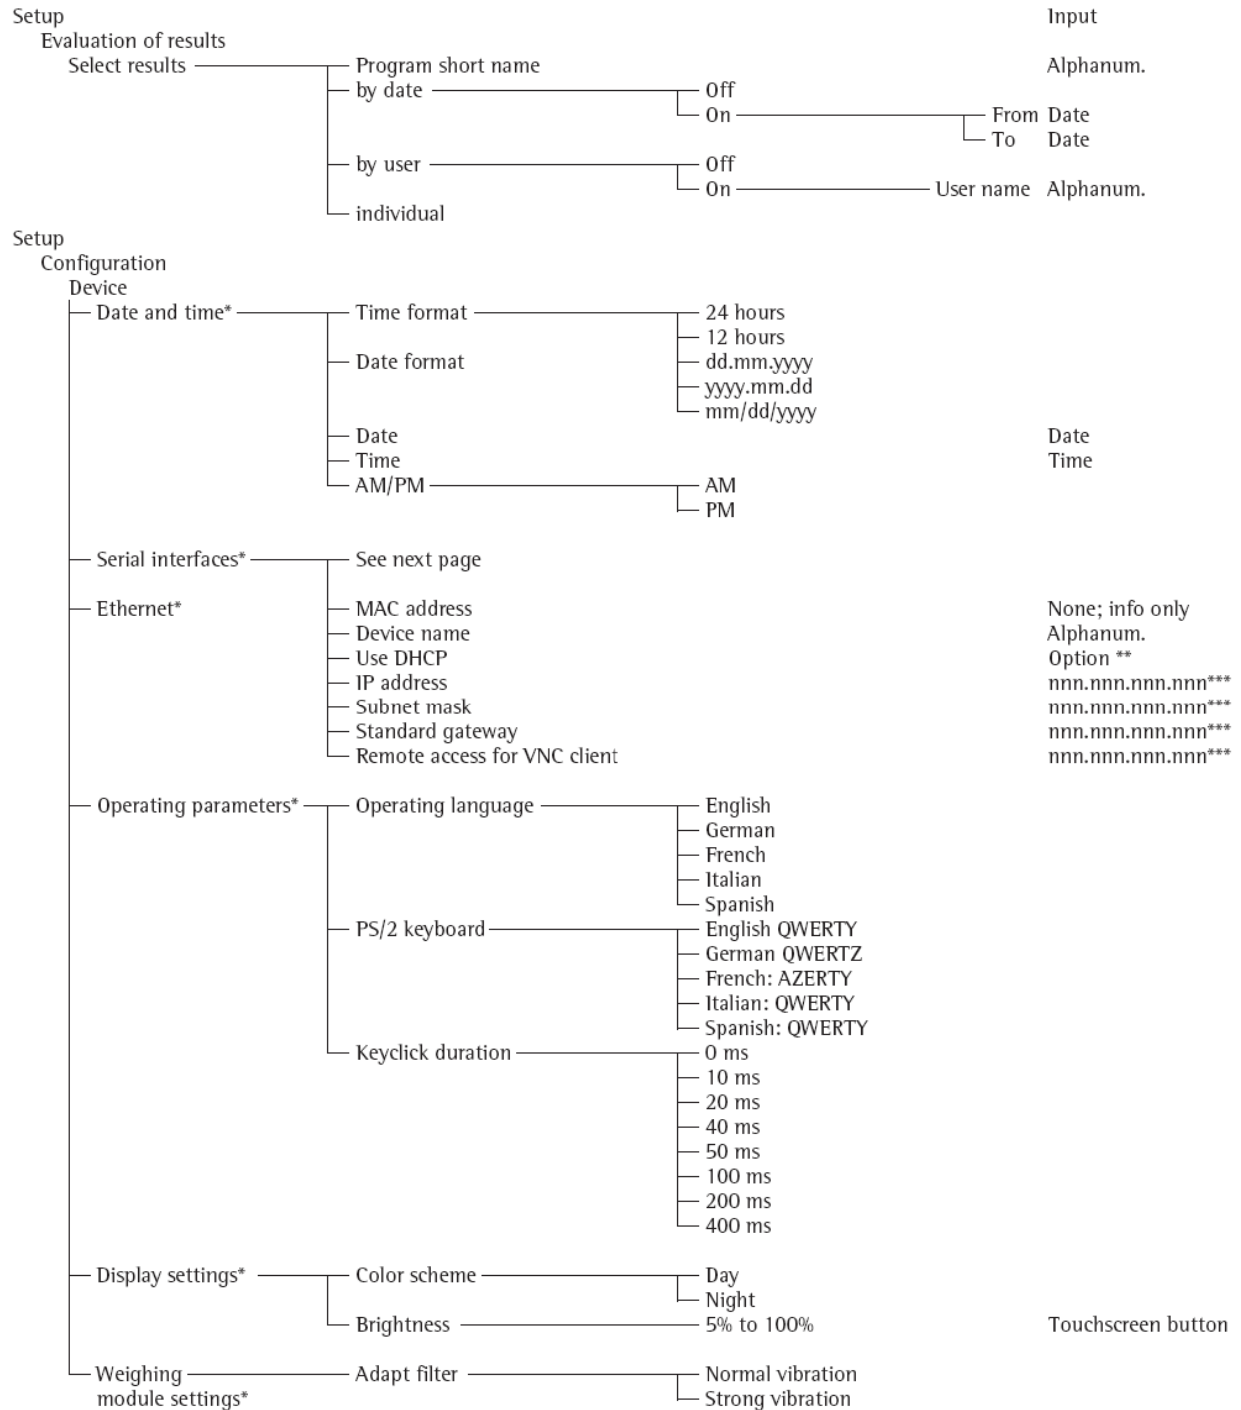 Setup Input
Evaluation of results
Select results Program short name Alphanum.
by date Off
On From Date
To Date
by user Off
On User name Alphanum.
individual
Setup
Configuration
Device
Date and time* Time format 24 hours
12 hours
Date format dd.mm.yyyy
yyyy.mm.dd
mm/dd/yyyy
Date Date
Time Time
AM/PM AM
PM
Serial interfaces* See next page
Ethernet* MAC address None; info only
Device name Alphanum.
Use DHCP Option **
IP address nnn.nnn.nnn.nnn***
Subnet mask nnn.nnn.nnn.nnn***
Standard gateway nnn.nnn.nnn.nnn***
Remote access for VNC client nnn.nnn.nnn.nnn***
Operating parameters* Operating language English
German
French
Italian
Spanish
PS/2 keyboard English QWERTY
German QWERTZ
French: AZERTY
Italian: QWERTY
Spanish: QWERTY
Keyclick duration 0 ms
10 ms
20 ms
40 ms
50 ms
100 ms
200 ms
400 ms
Display settings* Color scheme Day
Night
Brightness 5% to 100% Touchscreen button
Weighing Adapt filter Normal vibration
module settings* Strong vibration